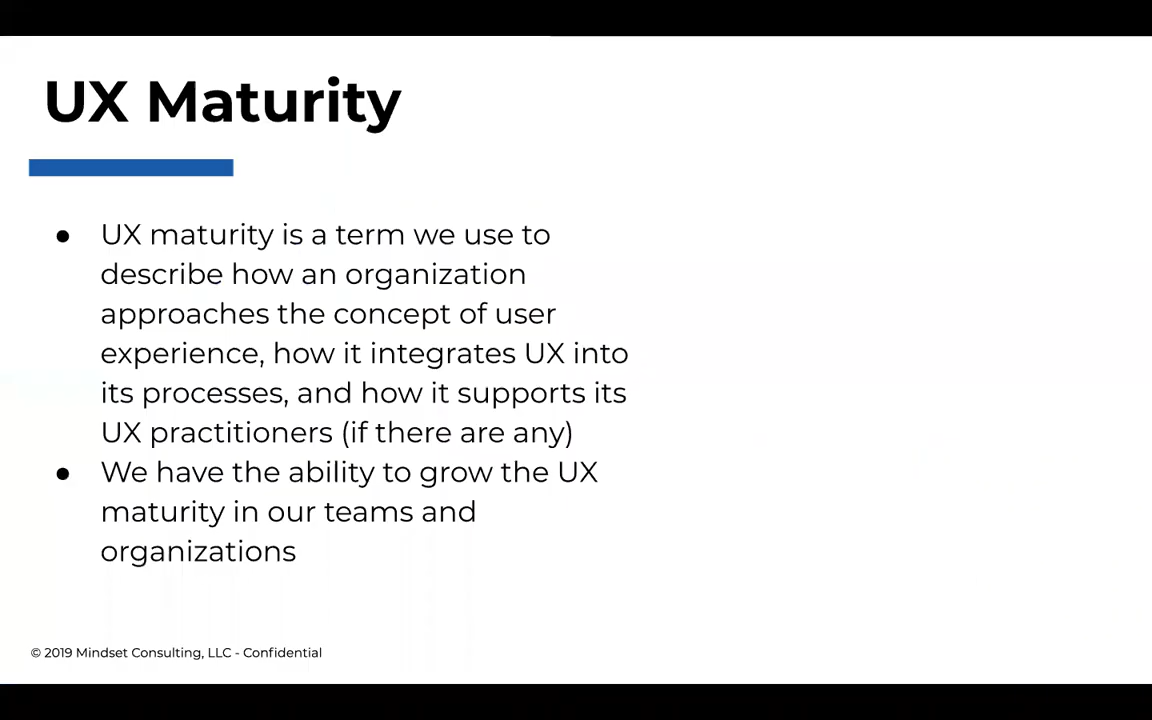 UX Maturity
● UX maturity is a term we use to
describe how an organization
approaches the concept of user
experience, how it integrates UX into
its processes, and how it supports its
UX practitioners (if there are any)
● We have the ability to grow the UX
maturity in our teams and
organizations
© 2019 Mindset Consulting, LLC - Confidential